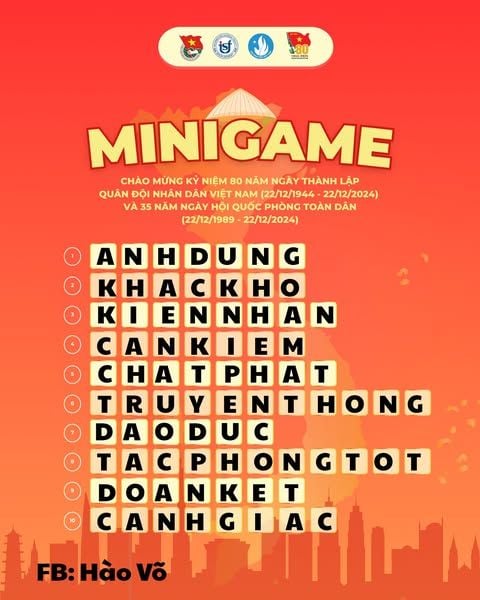 isf
80
MINIGAME
CHÀO MỪNG KỶ NIỆM 80 NĂM NGÀY THÀNH LẬP
QUÂN ĐỘI NHÂN DÂN VIỆT NAM (22/12/1944 - 22/12/2024)
VÀ 35 NĂM NGÀY HỘI QUỐC PHÒNG TOÀN DÂN
(22/12/1989 - 22/12/2024)
1 ANHDUNG
2 KHACKHO
3 KIENNHAN
4 CANKIEM
5 CHATPHAT
6 TRUYENTHONG
7 DAODUC
8 TACPHONGTOT
9 DOANKET
10 CANHGIAC
FB: Hào Võ